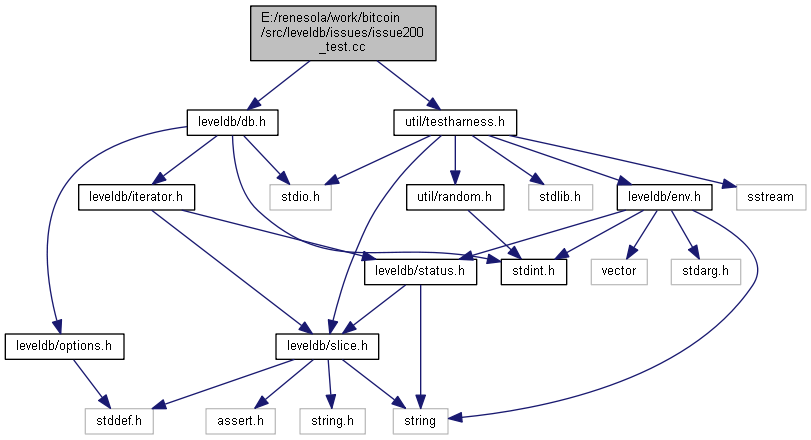 E:/renesola/work/bitcoin
/src/leveldb/issues/issue200
_test.cc
leveldb/db.h
util/testharness.h
leveldb/iterator.h
stdio.h
util/random.h
stdlib.h
leveldb/env.h
sstream
leveldb/status.h
stdint.h
vector
stdarg.h
leveldb/options.h
leveldb/slice.h
stddef.h
assert.h
string.h
string